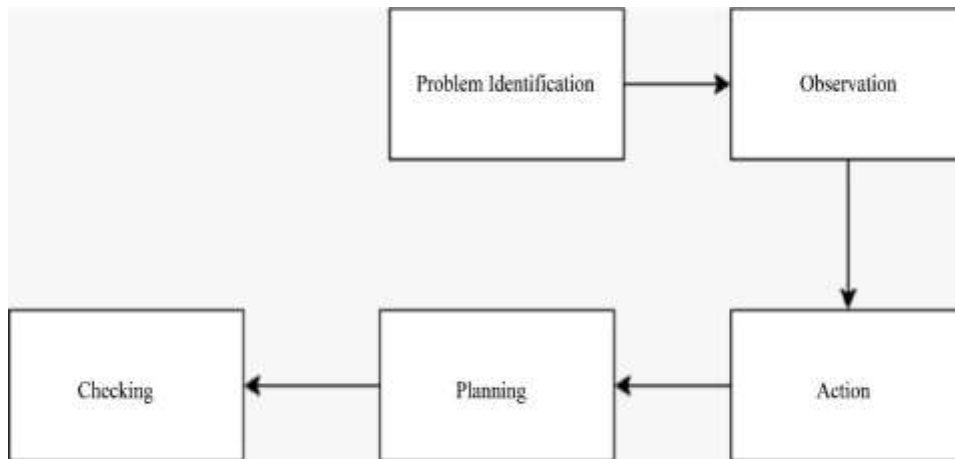 Problem Identification
Observation
Action
Planning
Checking